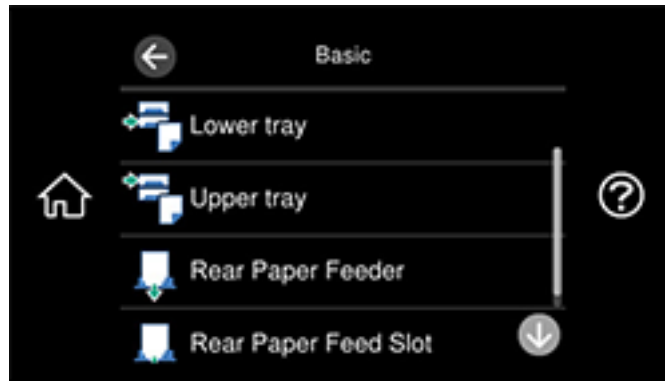 Basic
Lower tray
Upper tray
Rear Paper Feeder
Rear Paper Feed Slot